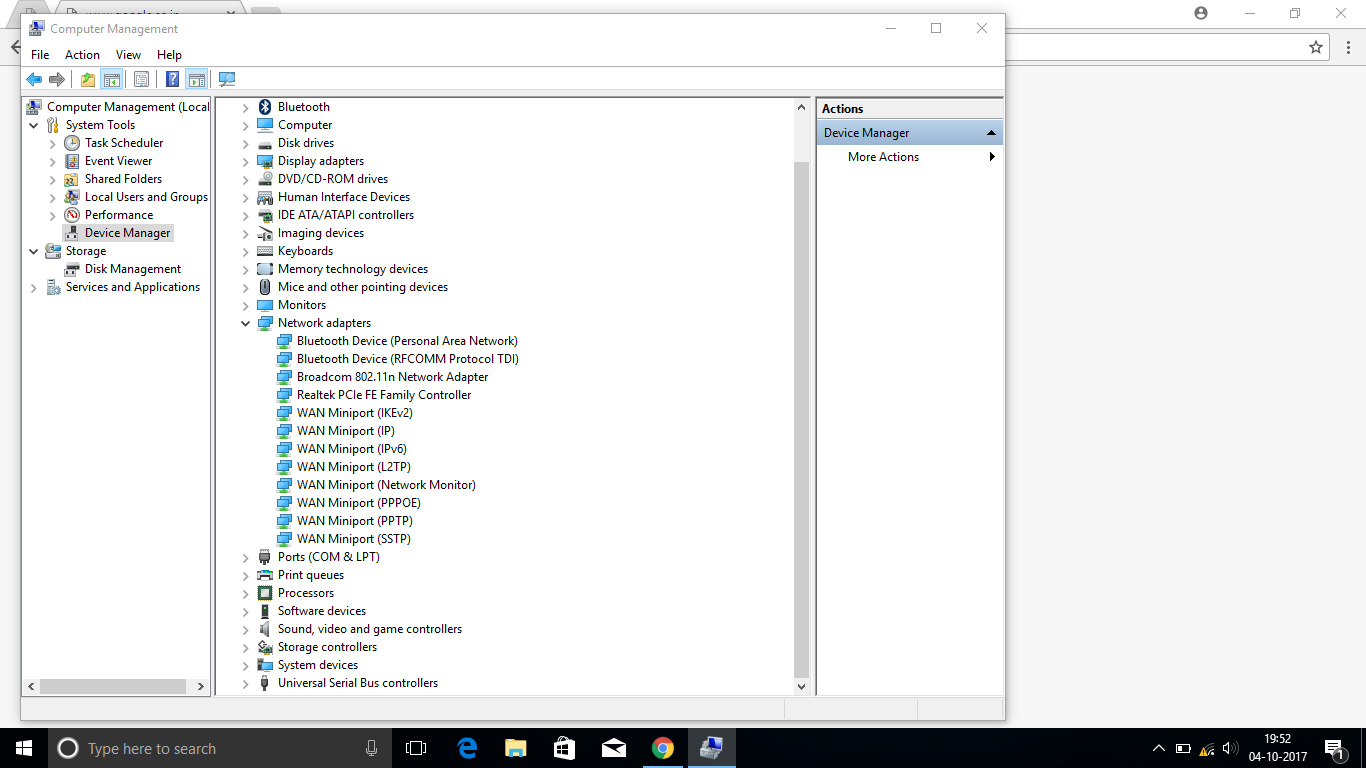 Computer Management
File Action View Help
Computer Management (Local
System Tools
Task Scheduler
Event Viewer
Shared Folders
Local Users and Groups
Performance
Device Manager
Storage
Disk Management
Services and Applications
Bluetooth
Computer
Disk drives
Display adapters
DVD/CD-ROM drives
Human Interface Devices
IDE ATA/ATAPI controllers
Imaging devices
Keyboards
Memory technology devices
Mice and other pointing devices
Monitors
Network adapters
Bluetooth Device (Personal Area Network)
Bluetooth Device (RFCOMM Protocol TDI)
Broadcom 802.11n Network Adapter
Realtek PCIe FE Family Controller
WAN Miniport (IKEv2)
WAN Miniport (IP)
WAN Miniport (IPv6)
WAN Miniport (L2TP)
WAN Miniport (Network Monitor)
WAN Miniport (PPPOE)
WAN Miniport (PPTP)
WAN Miniport (SSTP)
Ports (COM & LPT)
Print queues
Processors
Software devices
Sound, video and game controllers
Storage controllers
System devices
Universal Serial Bus controllers
Actions
Device Manager
More Actions
Type here to search
19:52
04-10-2017
1